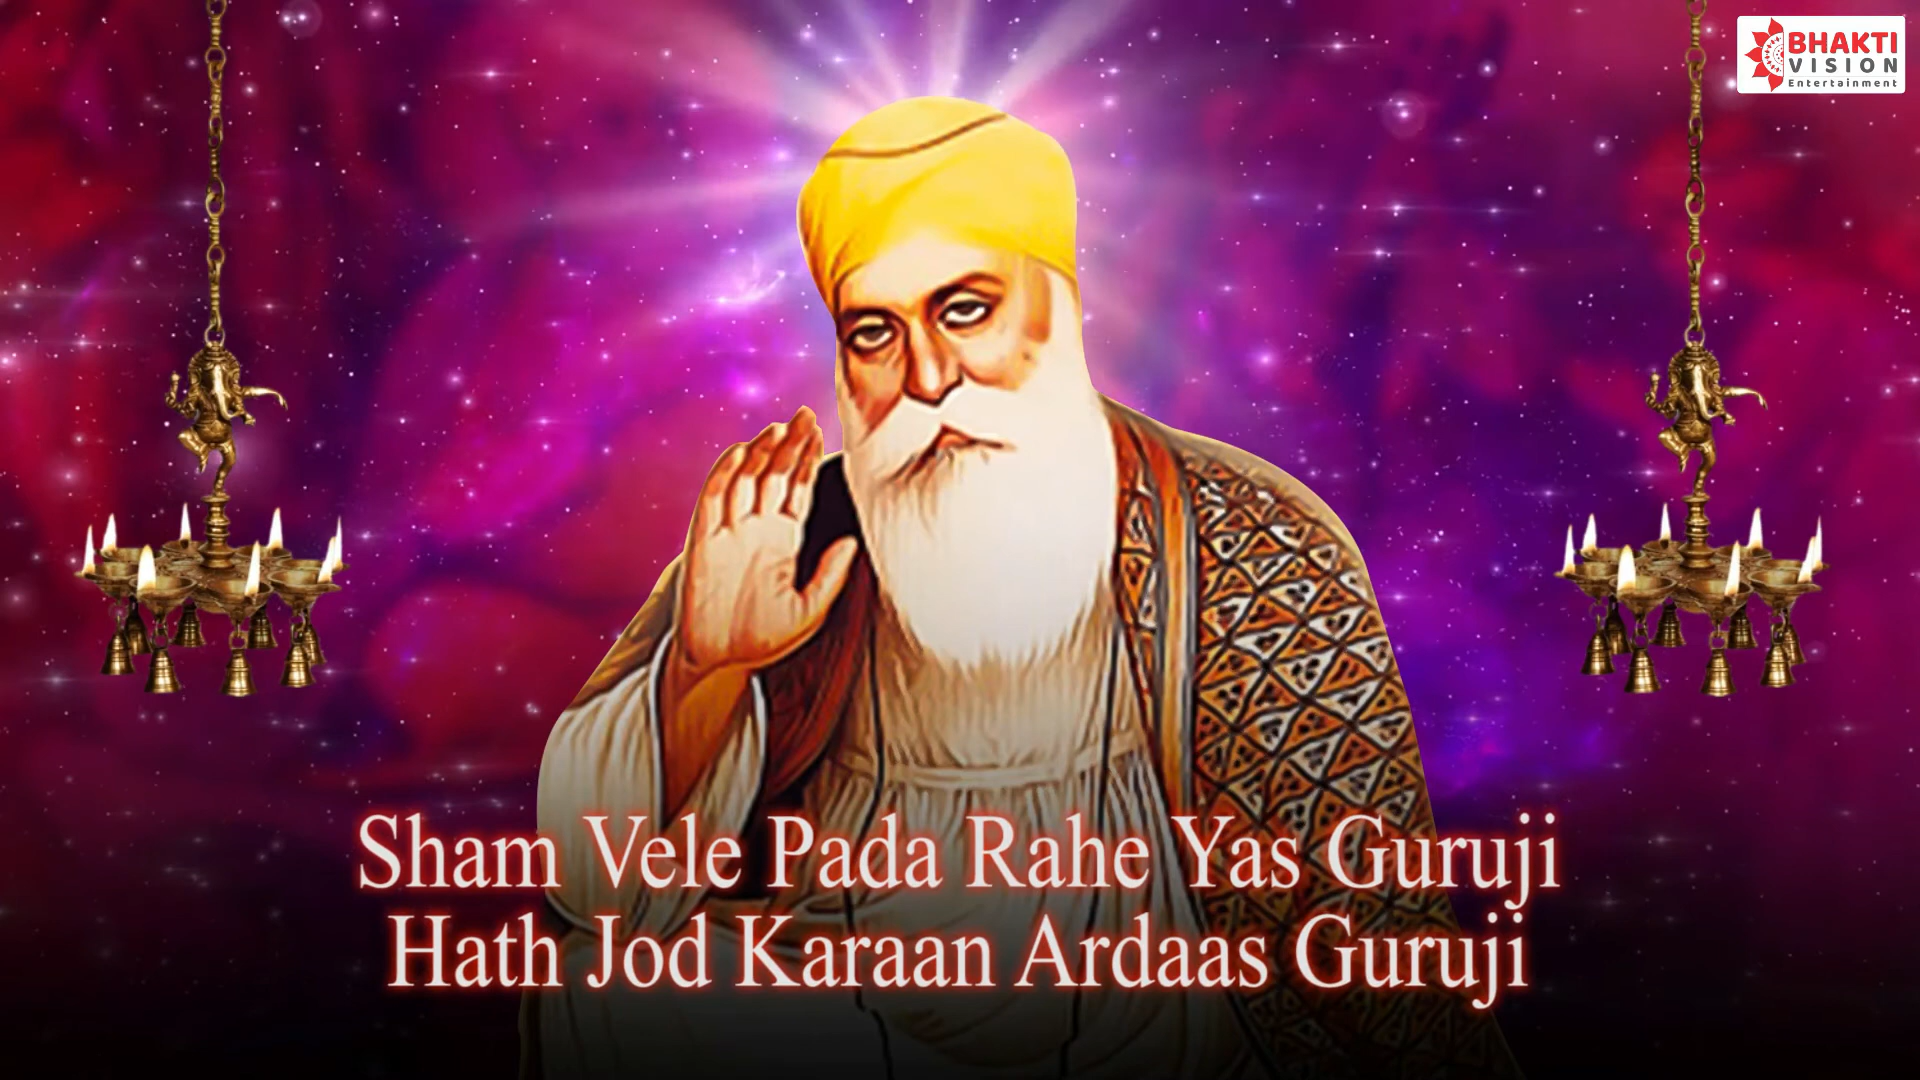 BHAKTI
VISION
Entertainment
Sham Vele Pada Rahe Yas Guruji
Hath Jod Karaan Ardaas Guruji